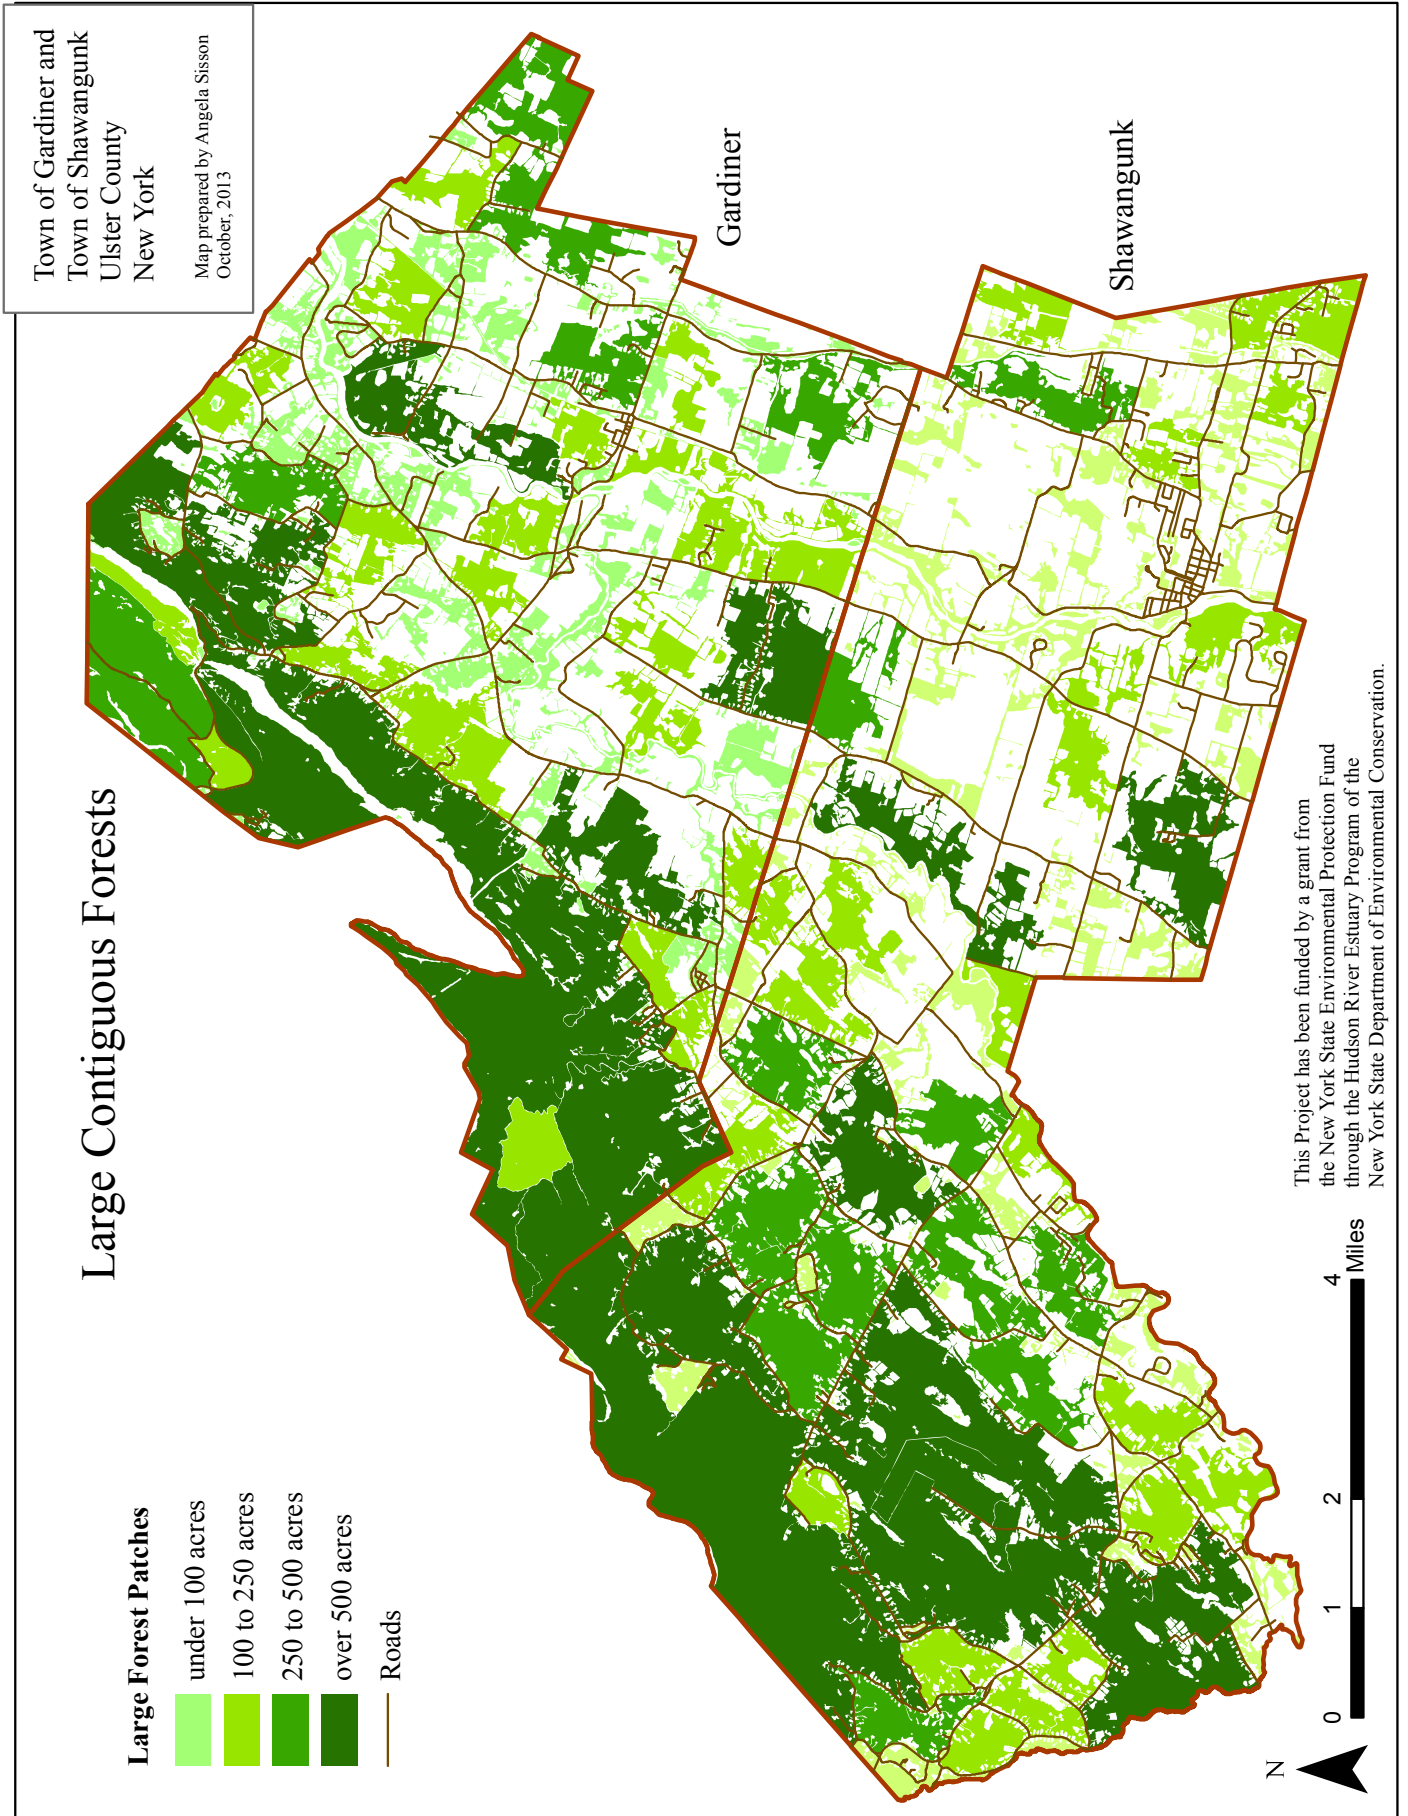 Large Contiguous Forests
Town of Gardiner and
Town of Shawangunk
Ulster County
New York
Map prepared by Angela Sisson
October, 2013
Large Forest Patches
under 100 acres
100 to 250 acres
250 to 500 acres
over 500 acres
Roads
Gardiner
Shawangunk
N
0 1 2 4
Miles
This Project has been funded by a grant from
the New York State Environmental Protection Fund
through the Hudson River Estuary Program of the
New York State Department of Environmental Conservation.